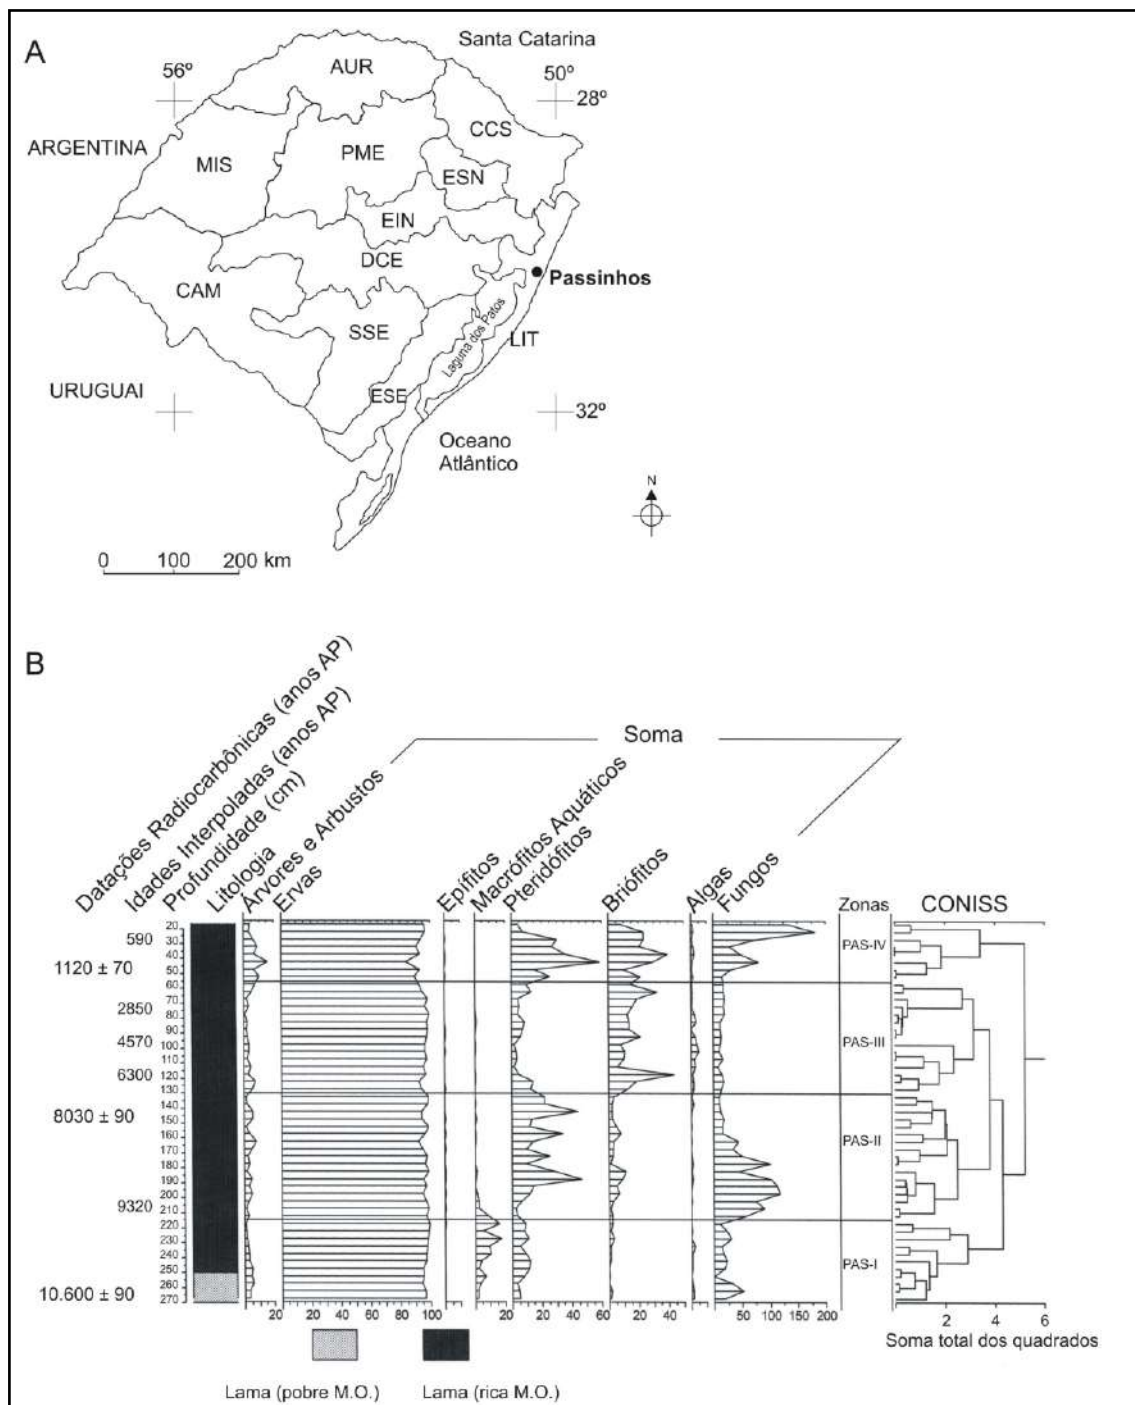 A
Santa Catarina
56º
50º
28º
AUR
CCS
ARGENTINA
PME
MIS
ESN
EIN
DCE
Passinhos
CAM
SSE
Laguna dos Patos
LIT
URUGUAI
ESE
32º
Oceano
Atlântico
N
0 100 200 km
B
Datações Radiocarbônicas (anos AP)
Idades Interpoladas (anos AP)
Profundidade (cm)
Litologia
Árvores e Arbustos
Ervas
Soma
Epífitos
Macrófitos Aquáticos
Pteridófitos
Briófitos
Algas
Fungos
Zonas
CONISS
20
30
40
50
60
70
80
90
100
110
120
130
140
150
160
170
180
190
200
210
220
230
240
250
260
270
590
1120 ± 70
2850
4570
6300
8030 ± 90
9320
10.600 ± 90
PAS-IV
PAS-III
PAS-II
PAS-I
20 20 40 60 80 100 10 20 20 40 60 20 40 50 100 150 200
2 4 6
Soma total dos quadrados
Lama (pobre M.O.) Lama (rica M.O.)